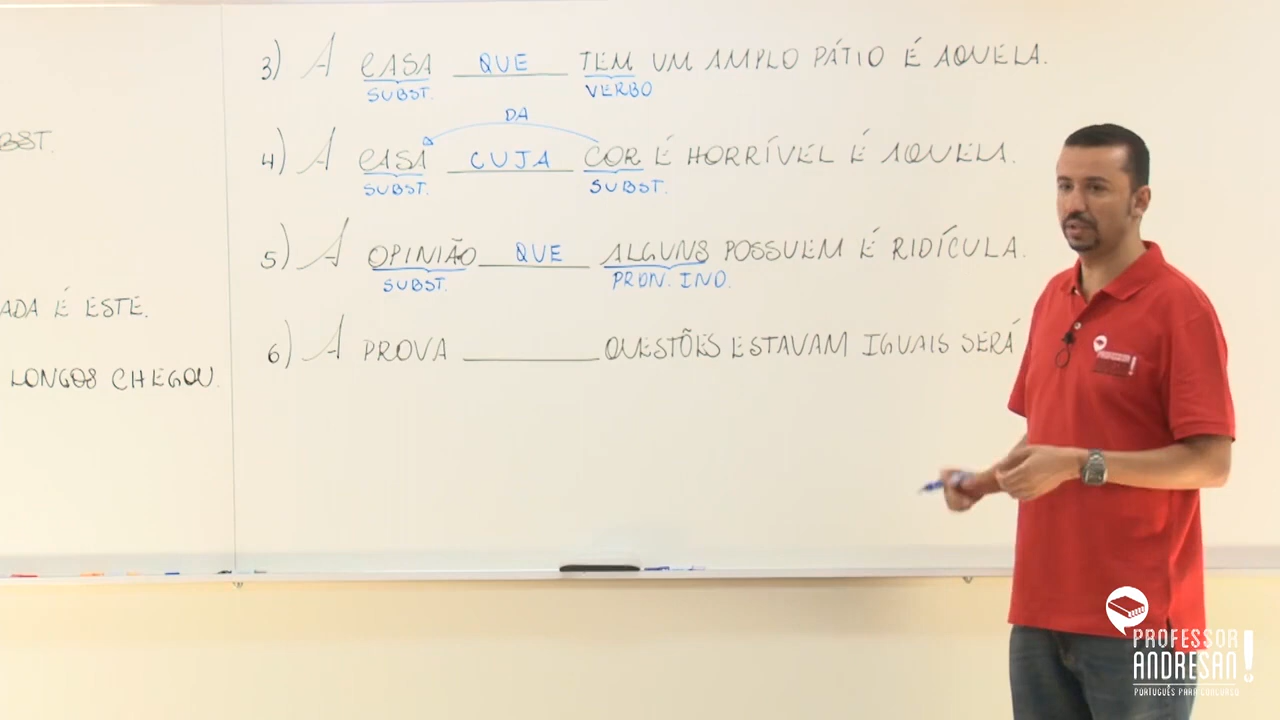 3) A CASA QUE TEM UM AMPLO PÁTIO É AQUELA.
SUBST. VERBO
DA
4) A CASA CUJA COR É HORRÍVEL É AQUELA.
SUBST. SUBST.
5) A OPINIÃO QUE ALGUNS POSSUEM É RIDÍCULA.
SUBST. PRON. IND.
6) A PROVA ________ QUESTÕES ESTAVAM IGUAIS SERÁ
BST.
ADA É ESTE.
LONGOS CHEGOU.
PROFESSOR
ANDRESAN!
PORTUGUÊS PARA CONCURSO